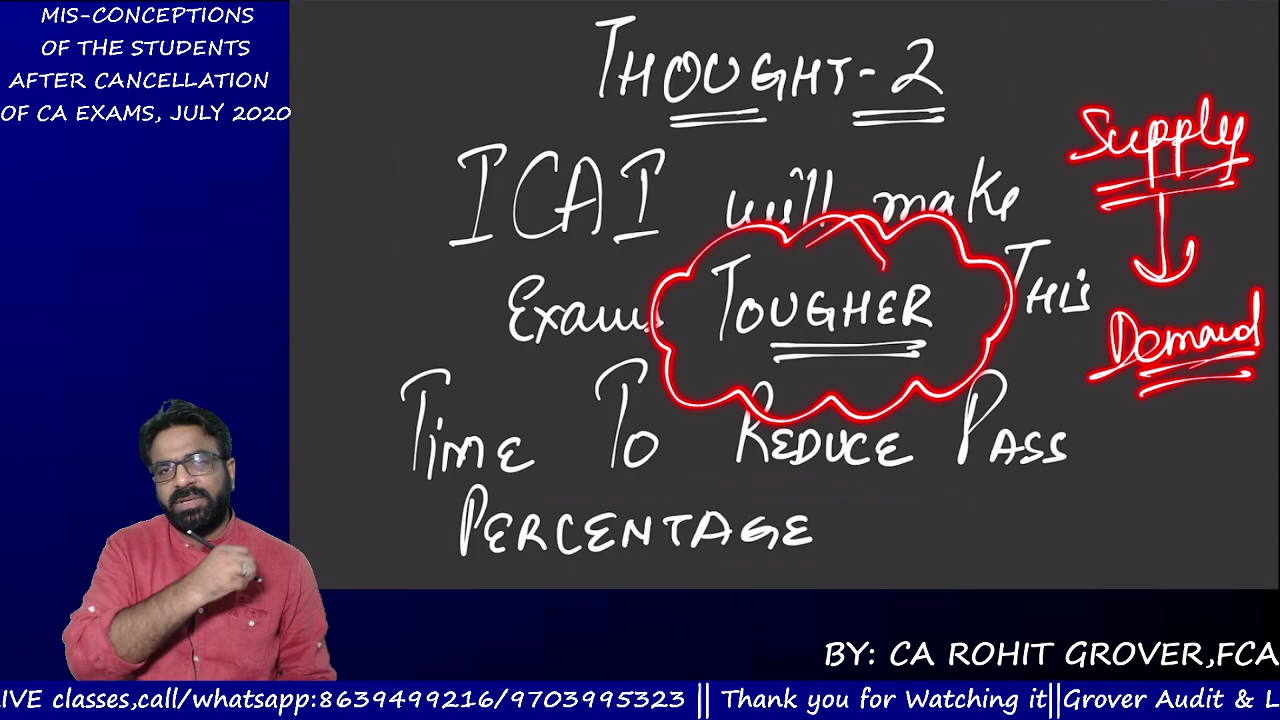 MIS-CONCEPTIONS
OF THE STUDENTS
AFTER CANCELLATION
OF CA EXAMS, JULY 2020
THOUGHT-2
ICAI will make
Exams TOUGHER THIS
TIME TO REDUCE PASS
PERCENTAGE
Supply
Demand
BY: CA ROHIT GROVER,FCA
LIVE classes,call/whatsapp:8639499216/9703995323 || Thank you for Watching it||Grover Audit & L